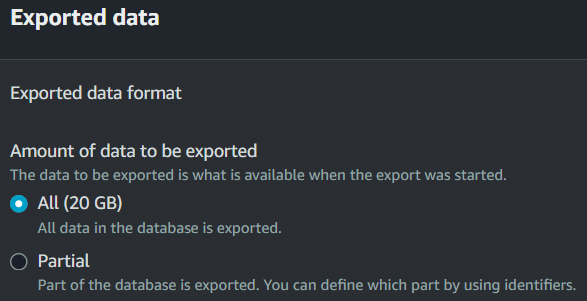 Exported data
Exported data format
Amount of data to be exported
The data to be exported is what is available when the export was started.
All (20 GB)
All data in the database is exported.
Partial
Part of the database is exported. You can define which part by using identifiers.